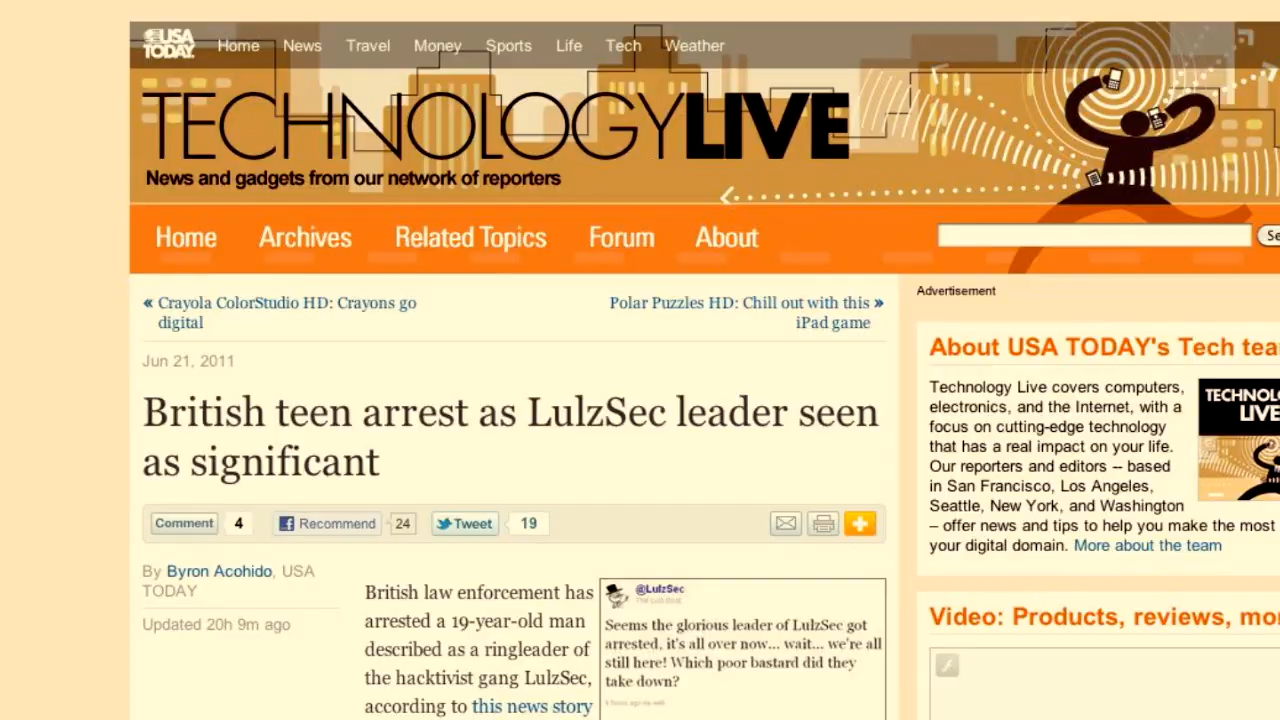 USA TODAY. Home News Travel Money Sports Life Tech Weather
TECHNOLOGYLIVE
News and gadgets from our network of reporters
Home Archives Related Topics Forum About
« Crayola ColorStudio HD: Crayons go digital
Polar Puzzles HD: Chill out with this » iPad game
Jun 21, 2011
British teen arrest as LulzSec leader seen
as significant
Comment 4 Recommend 24 Tweet 19
By Byron Acohido, USA
TODAY
Updated 20h 9m ago
British law enforcement has
arrested a 19-year-old man
described as a ringleader of
the hacktivist gang LulzSec,
according to this news story
@LulzSec
The Lulz Boat
Seems the glorious leader of LulzSec got
arrested, it's all over now... wait... we're all
still here! Which poor bastard did they
take down?
Advertisement
About USA TODAY's Tech tea
Technology Live covers computers,
electronics, and the Internet, with a
focus on cutting-edge technology
that has a real impact on your life.
Our reporters and editors -- based
in San Francisco, Los Angeles,
Seattle, New York, and Washington
– offer news and tips to help you make the most
your digital domain. More about the team
TECHNOLO
LIVE
Video: Products, reviews, mo